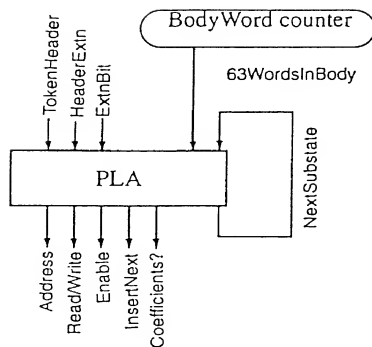 BodyWord counter
63WordsInBody
TokenHeader
HeaderExtn
ExtnBit
PLA
NextSubstate
Address
Read/Write
Enable
InsertNext
Coefficients?